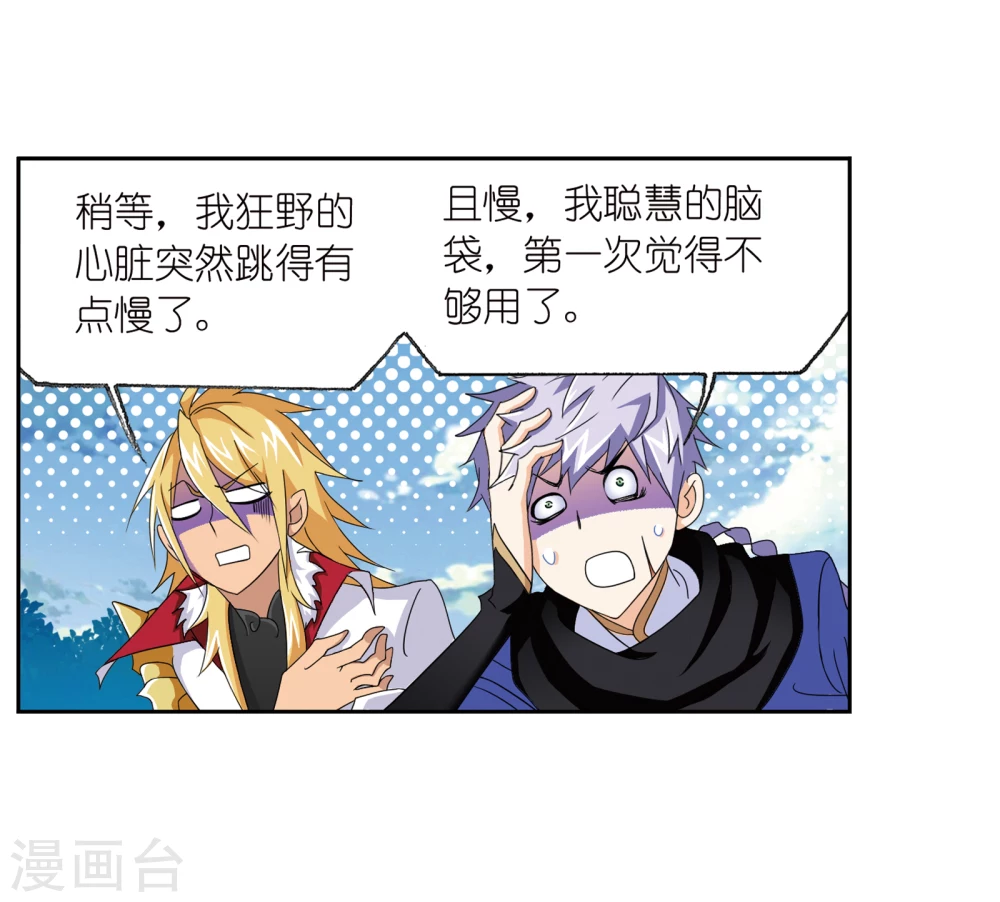 稍等，我狂野的
心脏突然跳得有
点慢了。
且慢，我聪慧的脑
袋，第一次觉得不
够用了。
漫画台